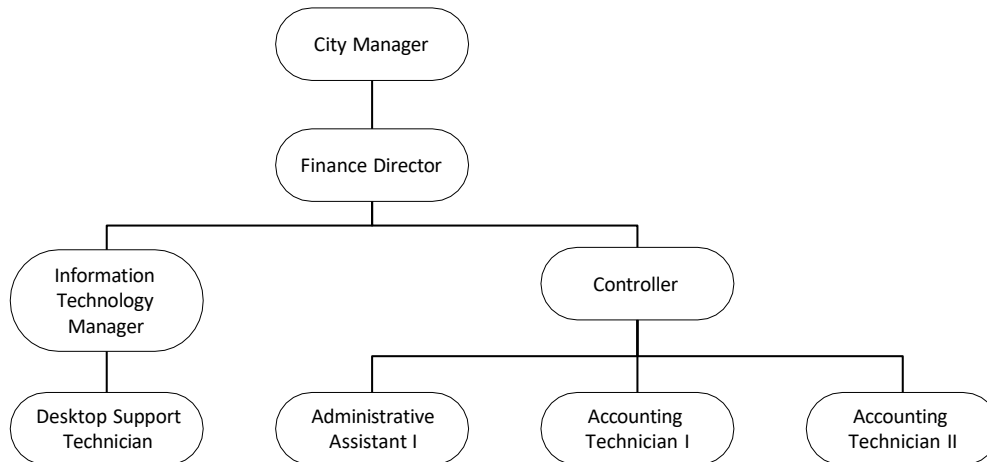 City Manager
Finance Director
Information
Technology
Manager
Controller
Desktop Support
Technician
Administrative
Assistant I
Accounting
Technician I
Accounting
Technician II